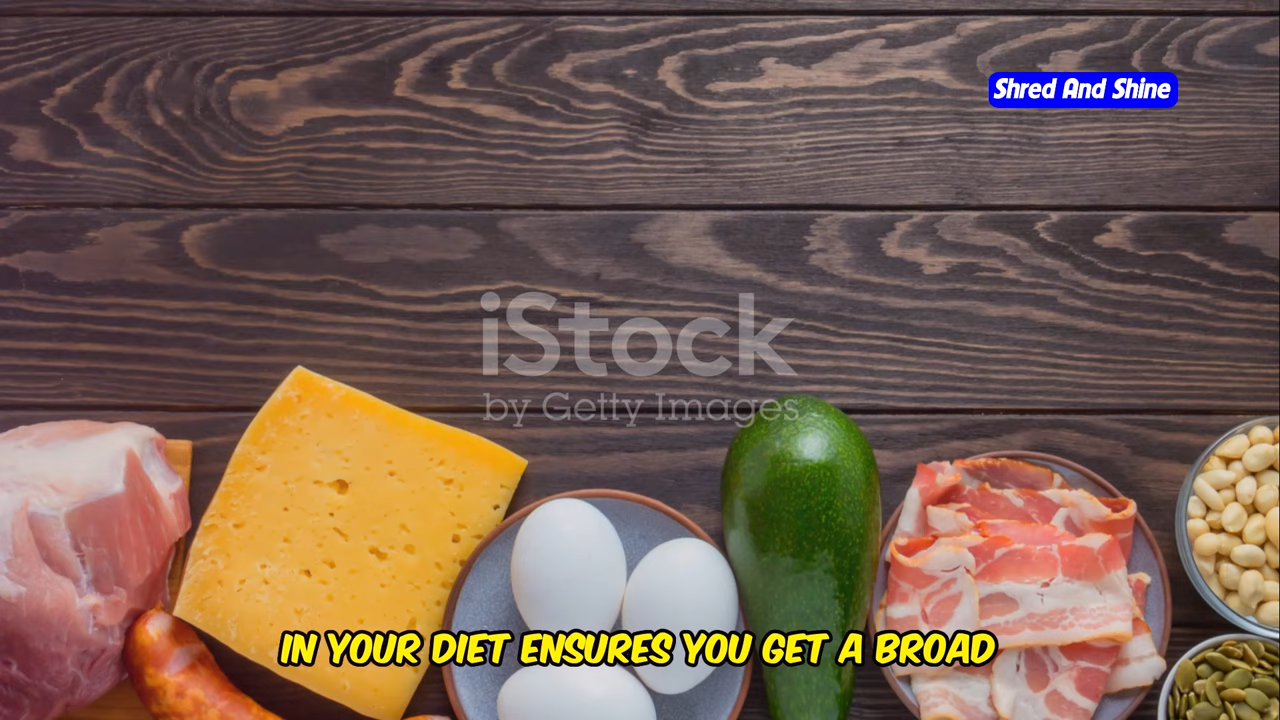 Shred And Shine
iStock
by Getty Images
IN YOUR DIET ENSURES YOU GET A BROAD